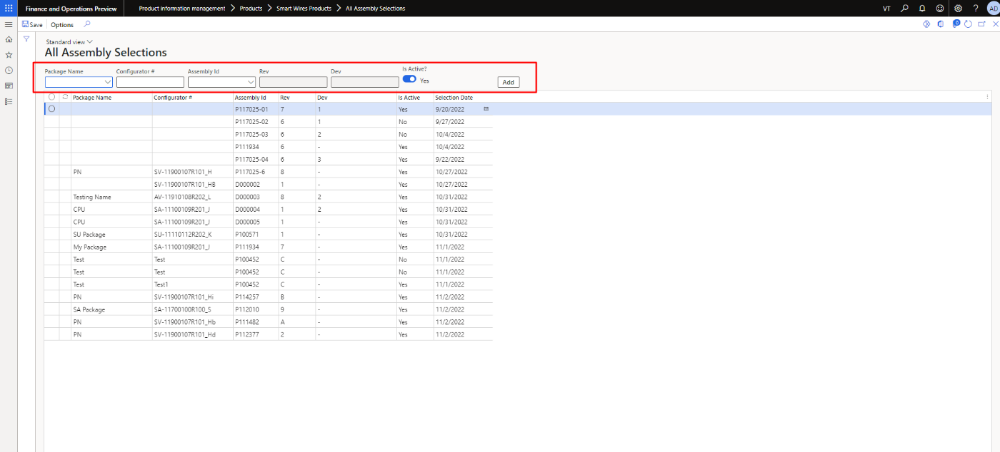 Finance and Operations Preview Product information management Products Smart Wires Products All Assembly Selections VT ? AD
Save Options 0
Standard view
All Assembly Selections
Package Name Configurator # Assembly Id Rev Dev Is Active?
Yes Add
Package Name Configurator # Assembly Id Rev Dev Is Active Selection Date
P117025-01 7 1 Yes 9/20/2022
P117025-02 6 1 No 9/27/2022
P117025-03 6 2 No 10/4/2022
P111934 6 - Yes 10/4/2022
P117025-04 6 3 Yes 9/22/2022
PN SV-11900107R101_H P117025-6 8 - Yes 10/27/2022
SV-11900107R101_HB D000002 1 - Yes 10/27/2022
Testing Name AV-11910108R202_L D000003 8 2 Yes 10/31/2022
CPU SA-11100109R201_J D000004 1 2 Yes 10/31/2022
CPU SA-11100109R201_J D000005 1 - Yes 10/31/2022
SU Package SU-11110112R202_K P100571 1 - Yes 10/31/2022
My Package SA-11100109R201_J P111934 7 - Yes 11/1/2022
Test Test P100452 C - No 11/1/2022
Test Test P100452 C - No 11/1/2022
Test Test1 P100452 C - Yes 11/1/2022
PN SV-11900107R101_Hi P114257 B - Yes 11/2/2022
SA Package SA-11700100R100_S P112010 9 - Yes 11/2/2022
PN SV-11900107R101_Hb P111482 A - Yes 11/2/2022
PN SV-11900107R101_Hd P112377 2 - Yes 11/2/2022